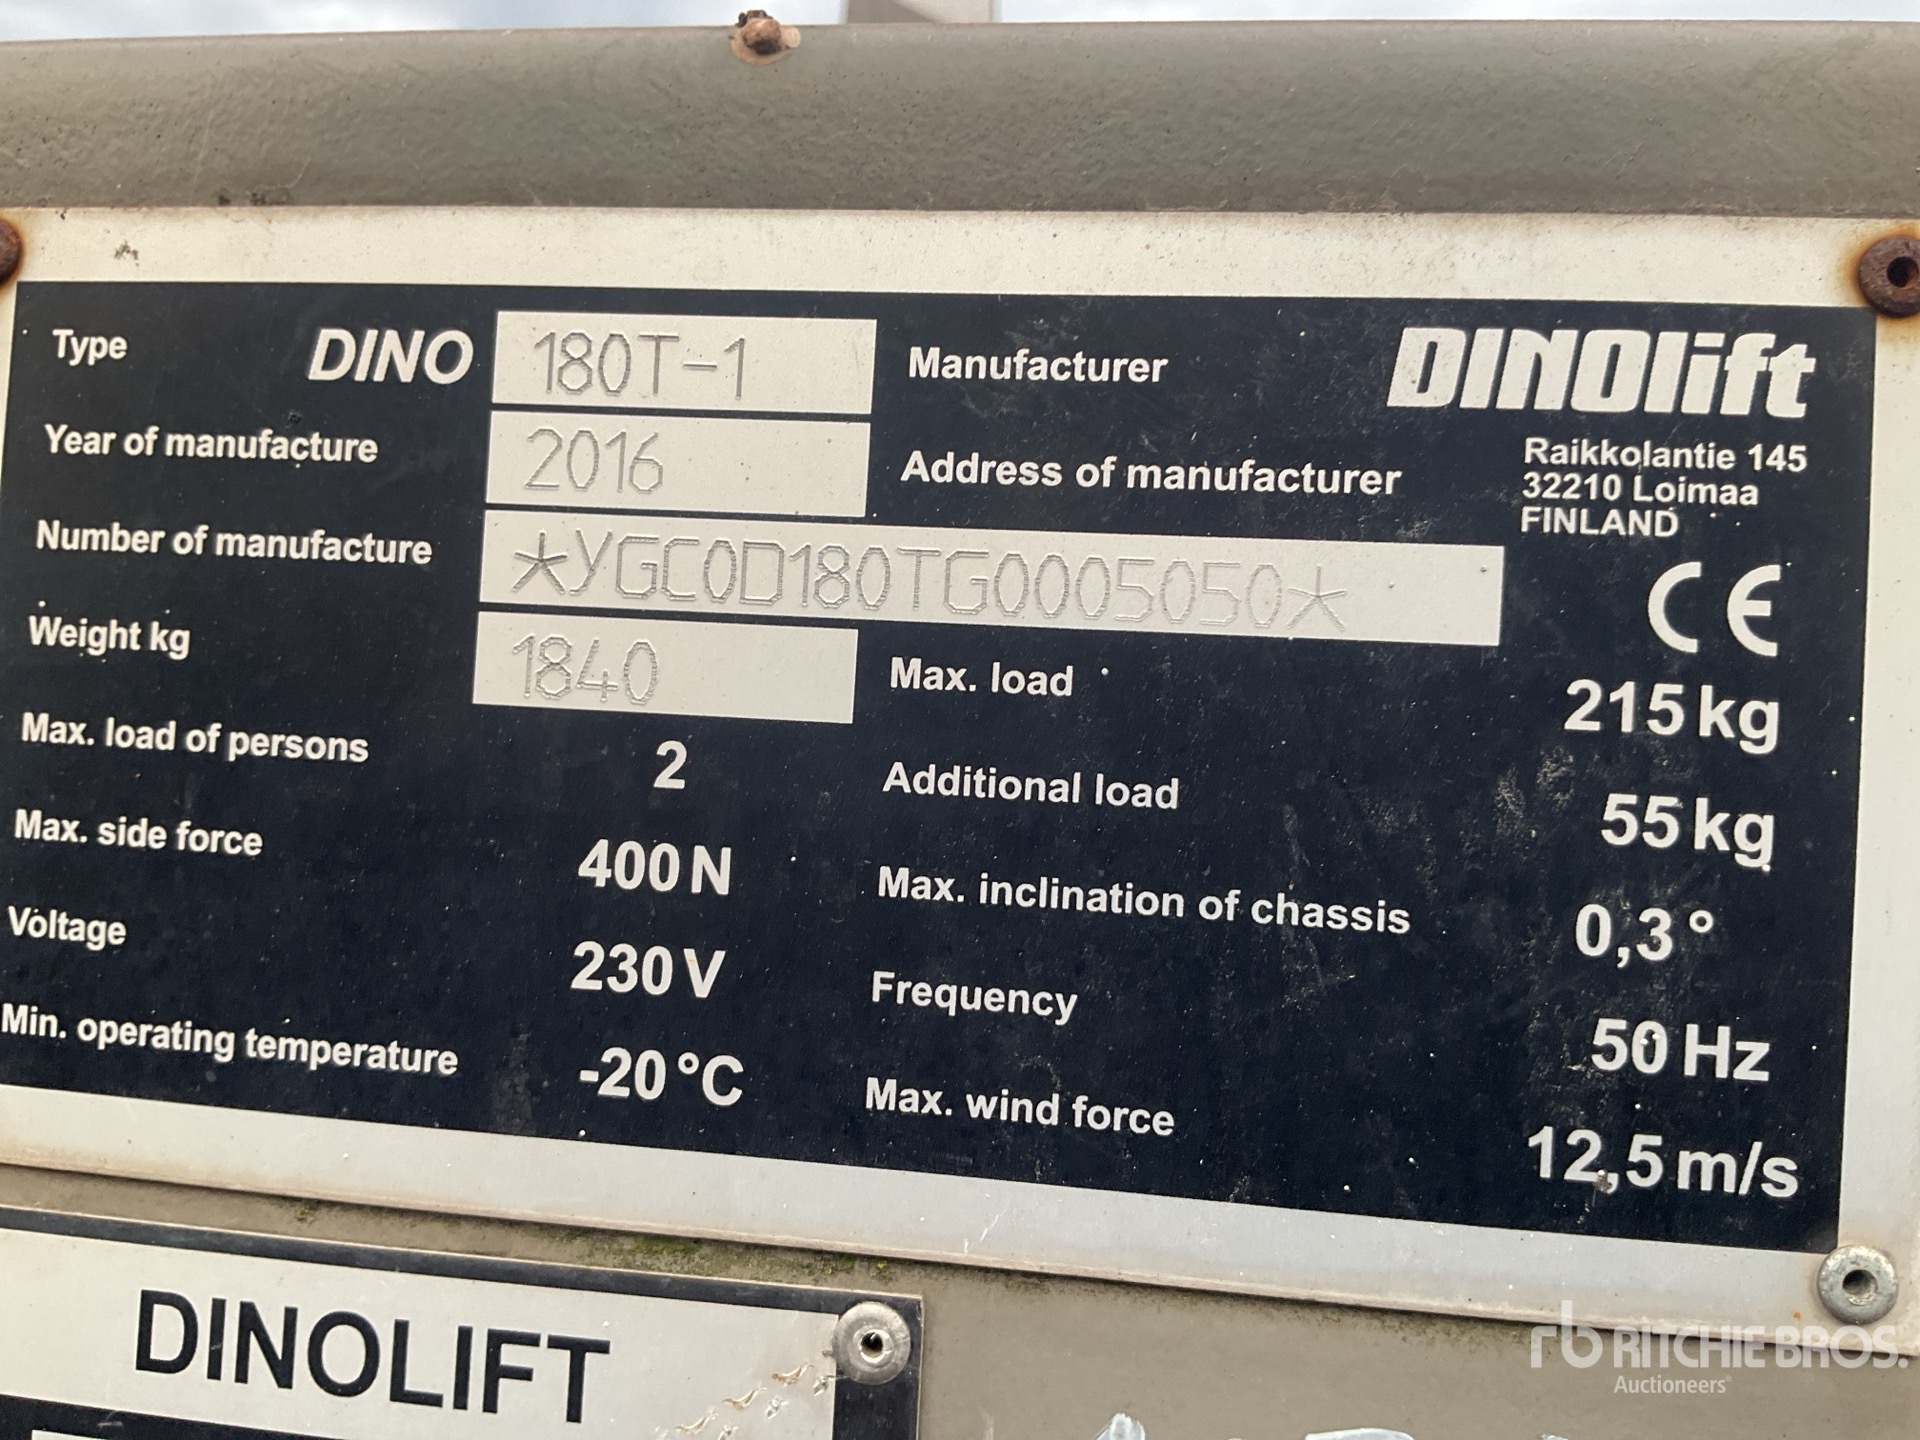 Type DINO 180T-1 Manufacturer DINOlift
Year of manufacture 2016 Address of manufacturer Raikkolantie 145
32210 Loimaa
FINLAND
Number of manufacture *YGC0D180TG0005050* CE
Weight kg 1840 Max. load 215 kg
Max. load of persons 2 Additional load 55 kg
Max. side force 400 N Max. inclination of chassis 0,3°
Voltage 230 V Frequency 50 Hz
Min. operating temperature -20 °C Max. wind force 12,5 m/s
DINOLIFT
rb RITCHIE BROS.
Auctioneers